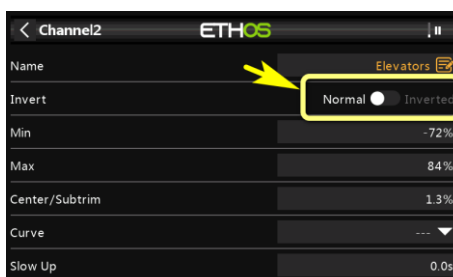 < Channel2 ETHOS
Name Elevators
Invert Normal Inverted
Min -72%
Max 84%
Center/Subtrim 1.3%
Curve ---
Slow Up 0.0s